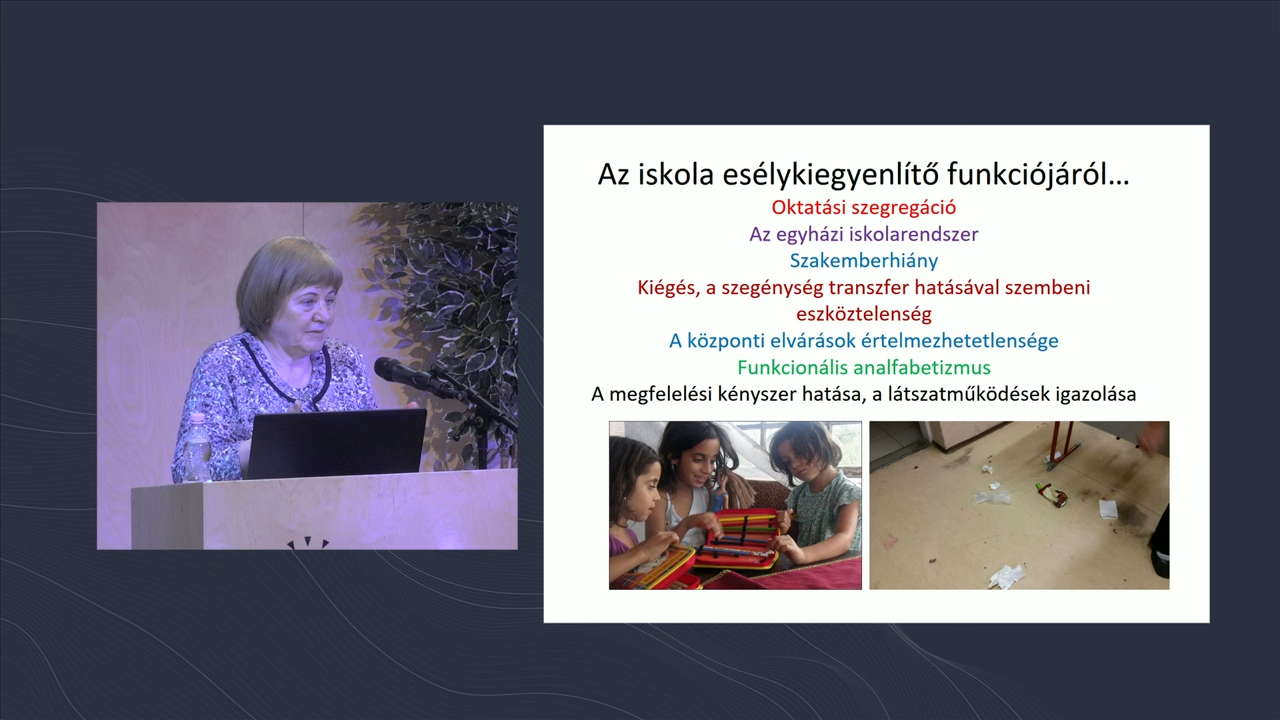 Az iskola esélykiegyenlítő funkciójáról…
Oktatási szegregáció
Az egyházi iskolarendszer
Szakemberhiány
Kiégés, a szegénység transzfer hatásával szembeni
eszköztelenség
A központi elvárások értelmezhetetlensége
Funkcionális analfabetizmus
A megfelelési kényszer hatása, a látszatműködések igazolása